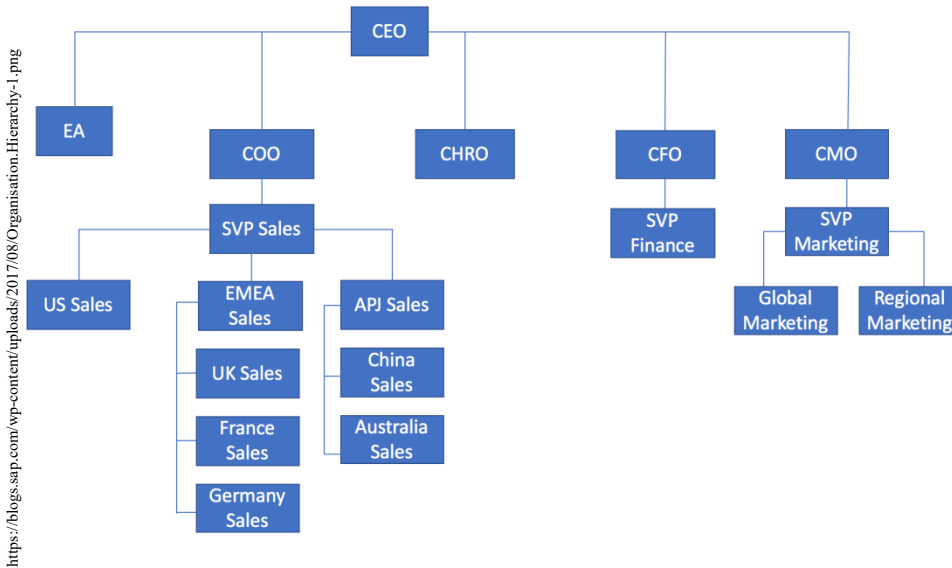 https://blogs.sap.com/wp-content/uploads/2017/08/Organisation.Hierarchy-1.png
CEO
EA
COO
CHRO
CFO
CMO
SVP Sales
SVP
Finance
SVP
Marketing
US Sales
EMEA
Sales
APJ Sales
Global
Marketing
Regional
Marketing
UK Sales
China
Sales
France
Sales
Australia
Sales
Germany
Sales